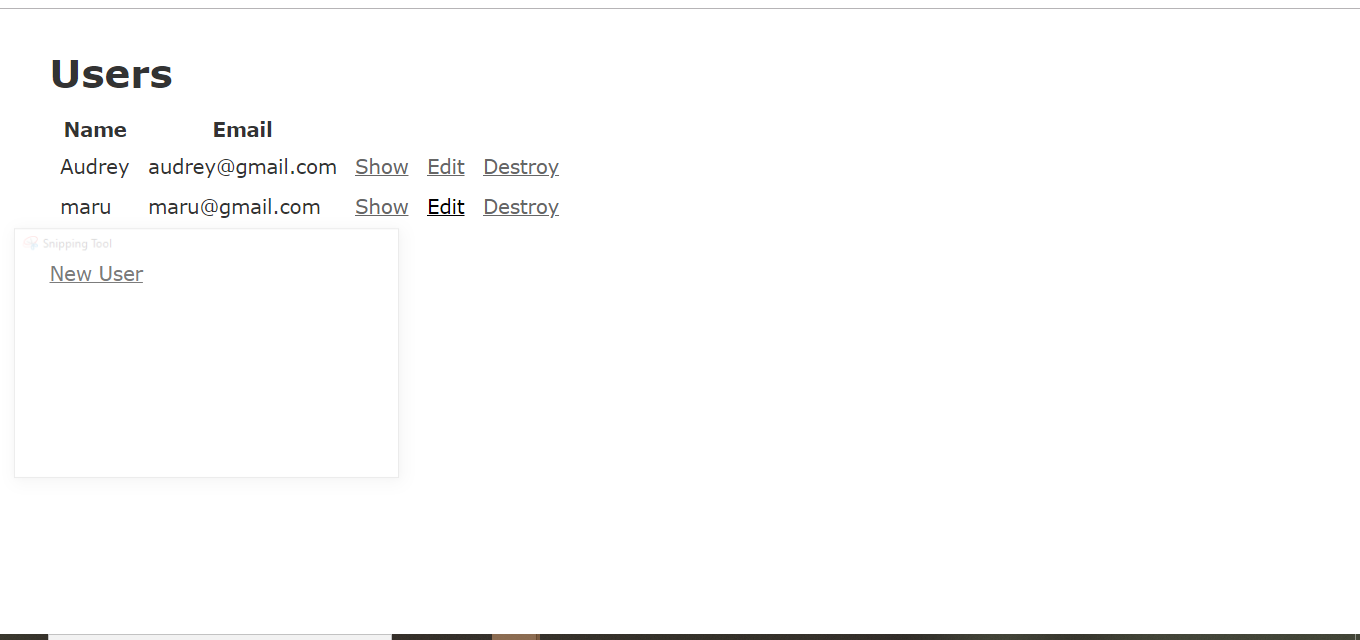 Users
Name Email
Audrey audrey@gmail.com Show Edit Destroy
maru maru@gmail.com Show Edit Destroy
Snipping Tool
New User